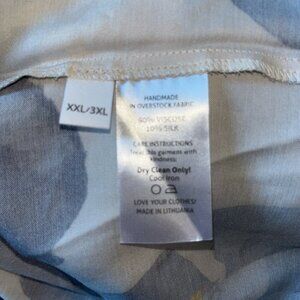 XXL/3XL
HANDMADE
IN OVERSTOCK FABRIC
90% VISCOSE
10% SILK
CARE INSTRUCTIONS
Treat this garment with
kindness:
Dry Clean Only!
Cool Iron
LOVE YOUR CLOTHES!
MADE IN LITHUANIA